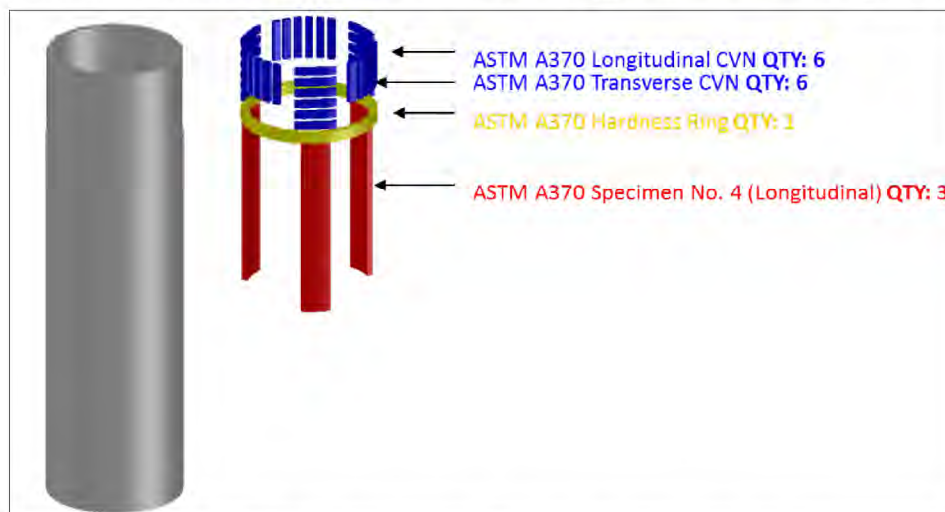 ASTM A370 Longitudinal CVN QTY: 6
ASTM A370 Transverse CVN QTY: 6
ASTM A370 Hardness Ring QTY: 1
ASTM A370 Specimen No. 4 (Longitudinal) QTY: 3